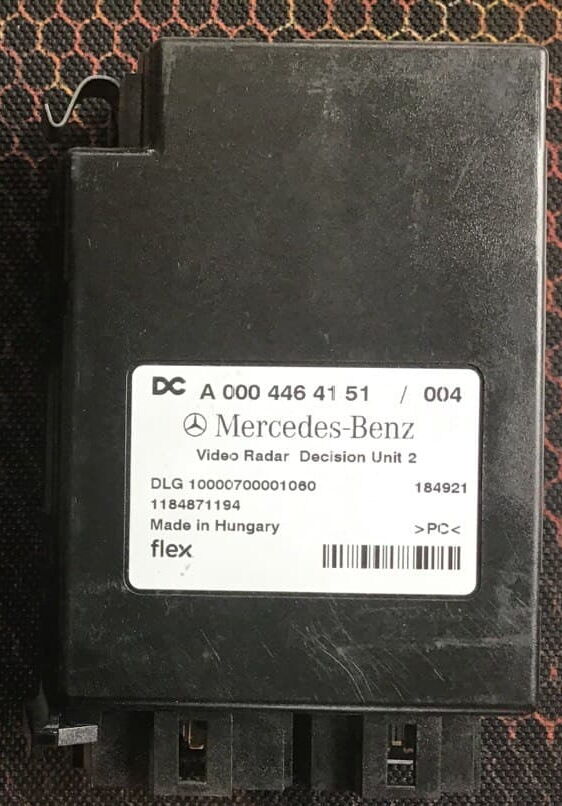 DC A 000 446 41 51 / 004
Mercedes-Benz
Video Radar Decision Unit 2
DLG 10000700001060 184921
1184871194
Made in Hungary >PC<
flex